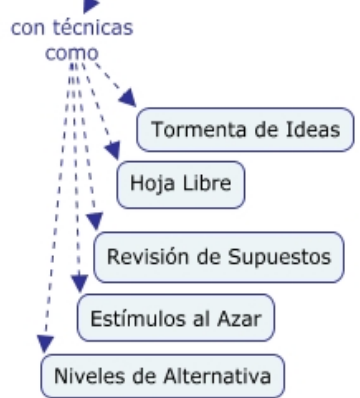 con técnicas
como
Tormenta de Ideas
Hoja Libre
Revisión de Supuestos
Estímulos al Azar
Niveles de Alternativa